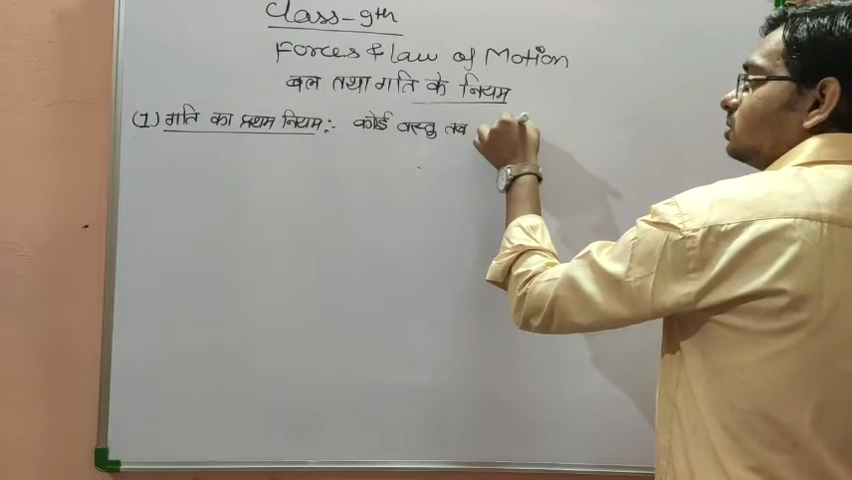 Class-9th
Forces & law of Motion
बल तथा गति के नियम
(1) गति का प्रथम नियम :- कोई वस्तु तब